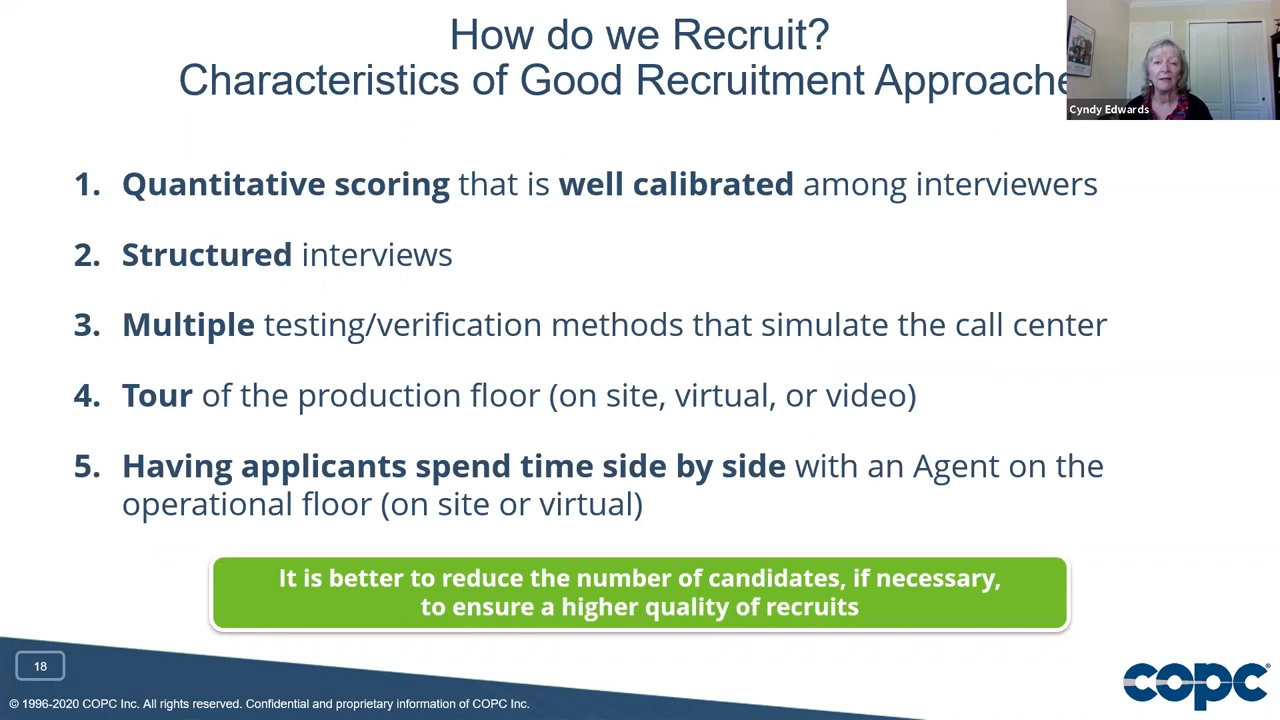 How do we Recruit?
Characteristics of Good Recruitment Approache
Cyndy Edwards
1. Quantitative scoring that is well calibrated among interviewers
2. Structured interviews
3. Multiple testing/verification methods that simulate the call center
4. Tour of the production floor (on site, virtual, or video)
5. Having applicants spend time side by side with an Agent on the
operational floor (on site or virtual)
It is better to reduce the number of candidates, if necessary,
to ensure a higher quality of recruits
18
© 1996-2020 COPC Inc. All rights reserved. Confidential and proprietary information of COPC Inc.
copc®